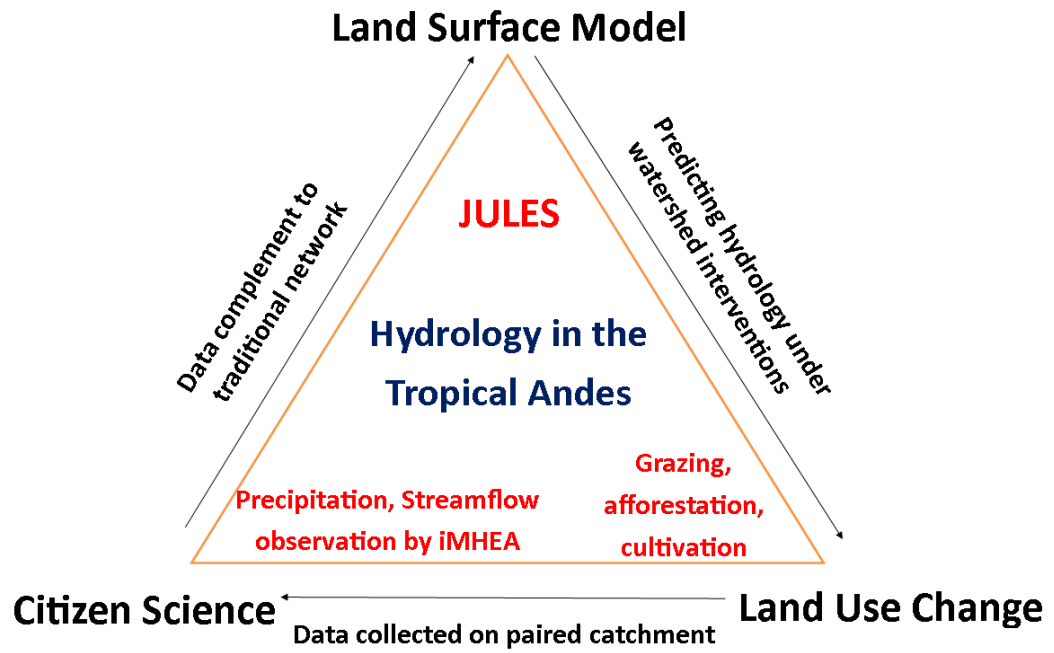 Land Surface Model
Data complement to
traditional network
Predicting hydrology under
watershed interventions
JULES
Hydrology in the
Tropical Andes
Precipitation, Streamflow
observation by iMHEA
Grazing,
afforestation,
cultivation
Citizen Science
Land Use Change
Data collected on paired catchment